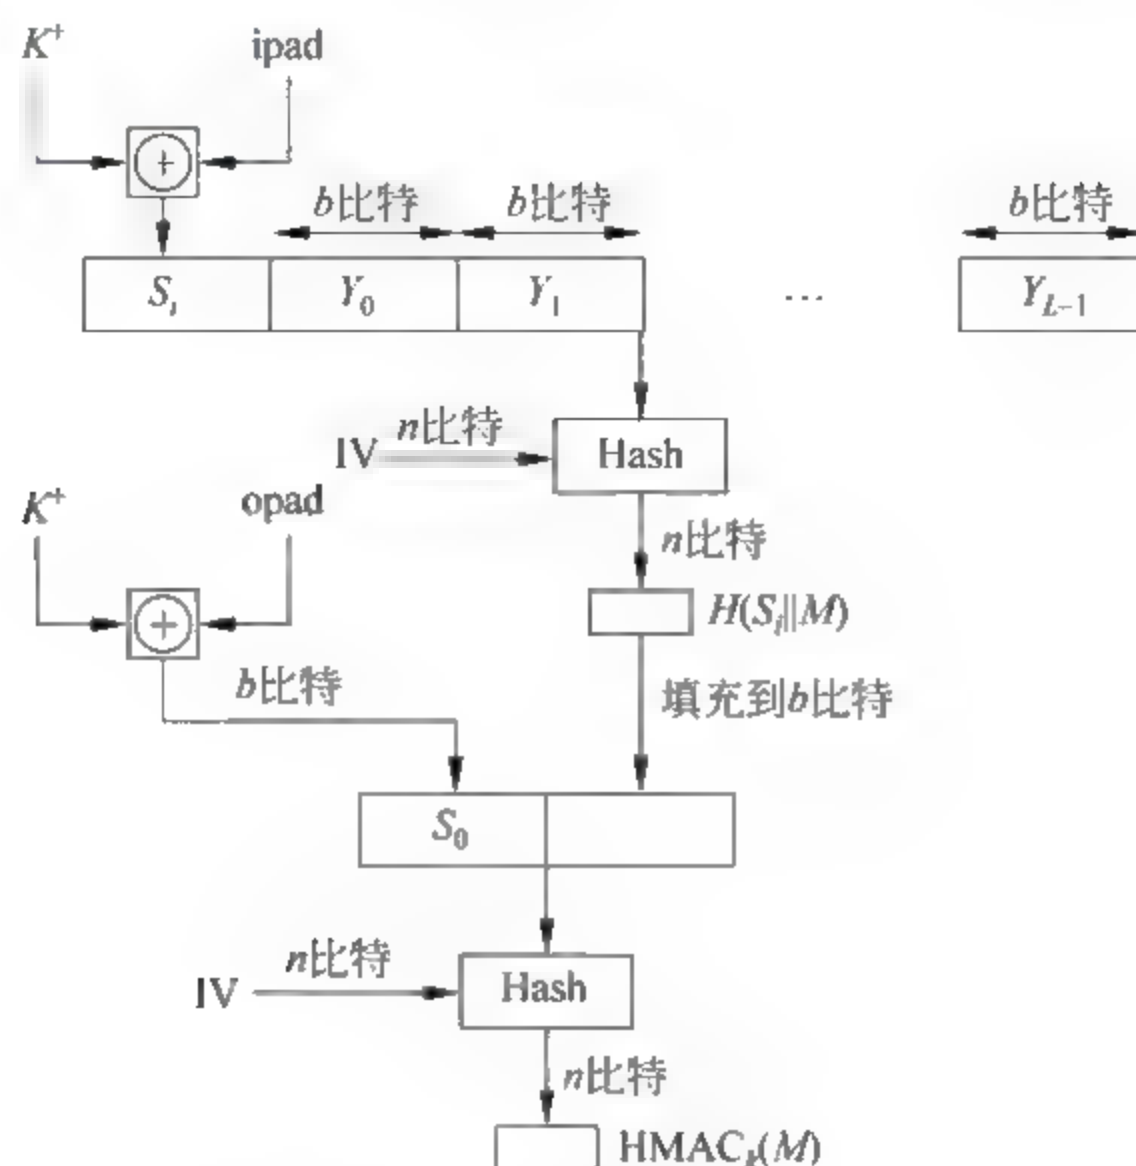 K⁺ ipad
b比特 b比特 b比特
Sᵢ Y₀ Y₁ … Y_{L−1}
IV n比特 Hash
K⁺ opad
n比特
H(Sᵢ||M)
b比特
填充到b比特
S₀
n比特
IV Hash
n比特
HMACₖ(M)